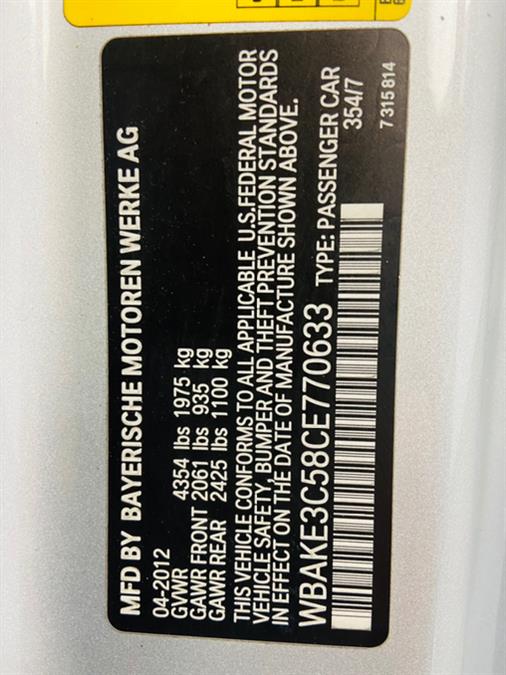 MFD BY BAYERISCHE MOTOREN WERKE AG
04-2012
GVWR 4354 lbs 1975 kg
GAWR FRONT 2061 lbs 935 kg
GAWR REAR 2425 lbs 1100 kg
THIS VEHICLE CONFORMS TO ALL APPLICABLE U.S.FEDERAL MOTOR
VEHICLE SAFETY, BUMPER AND THEFT PREVENTION STANDARDS
IN EFFECT ON THE DATE OF MANUFACTURE SHOWN ABOVE.
WBAKE3C58CE770633 TYPE: PASSENGER CAR
354/7
7 315 814